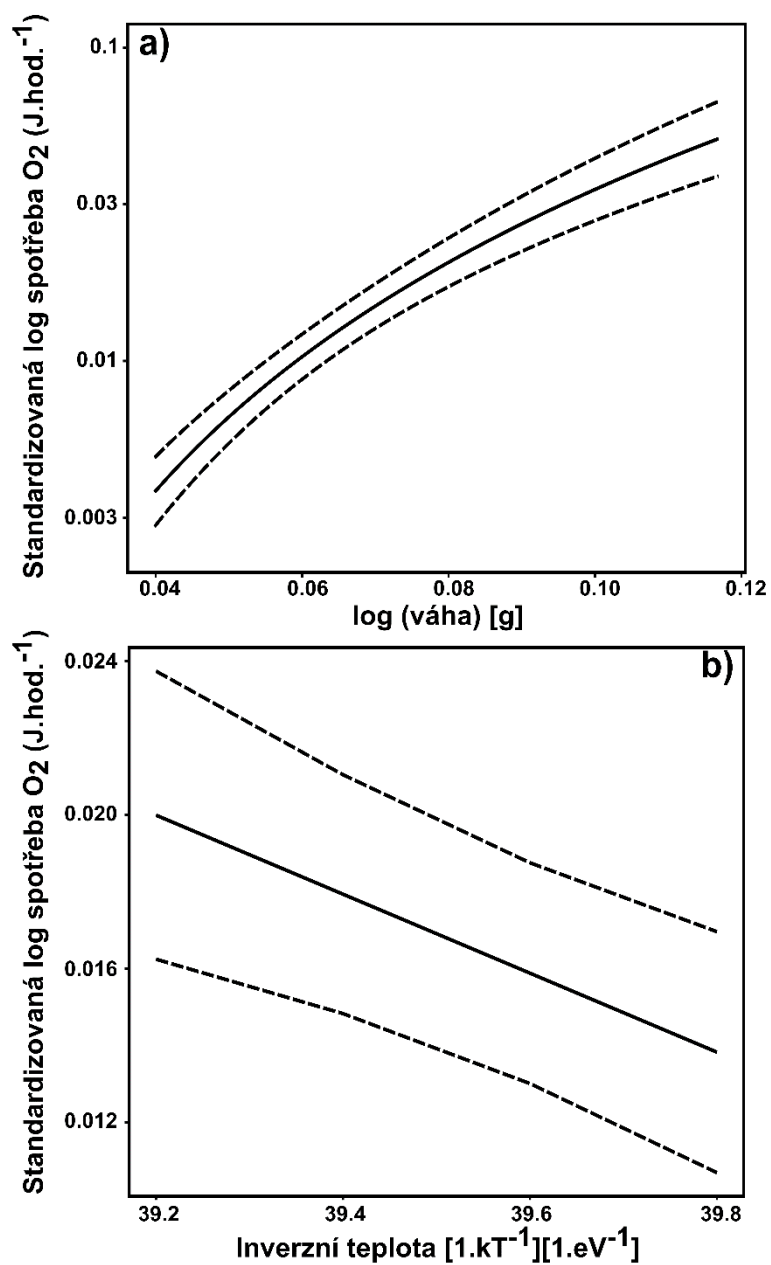 a)
Standardizovaná log spotřeba O2 (J.hod.-1)
0.1
0.03
0.01
0.003
0.04 0.06 0.08 0.10 0.12
log (váha) [g]
b)
Standardizovaná log spotřeba O2 (J.hod.-1)
0.024
0.020
0.016
0.012
39.2 39.4 39.6 39.8
Inverzní teplota [1.kT-1][1.eV-1]